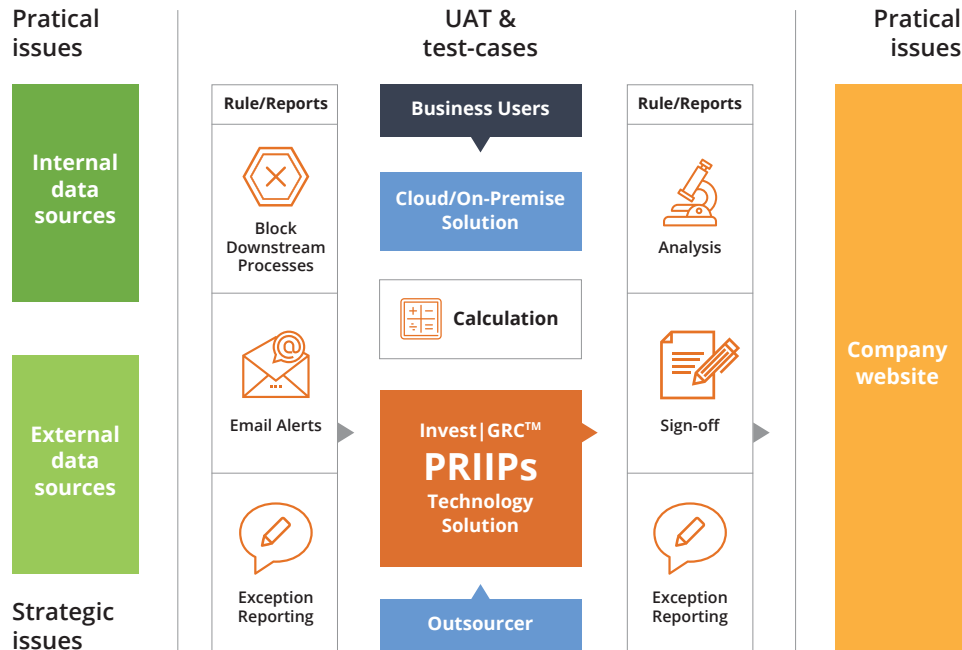 Pratical
issues
UAT &
test-cases
Pratical
issues
Internal
data
sources
External
data
sources
Strategic
issues
Rule/Reports
Block
Downstream
Processes
Email Alerts
Exception
Reporting
Business Users
Cloud/On-Premise
Solution
Calculation
Invest|GRC™
PRIIPs
Technology
Solution
Outsourcer
Rule/Reports
Analysis
Sign-off
Exception
Reporting
Company
website